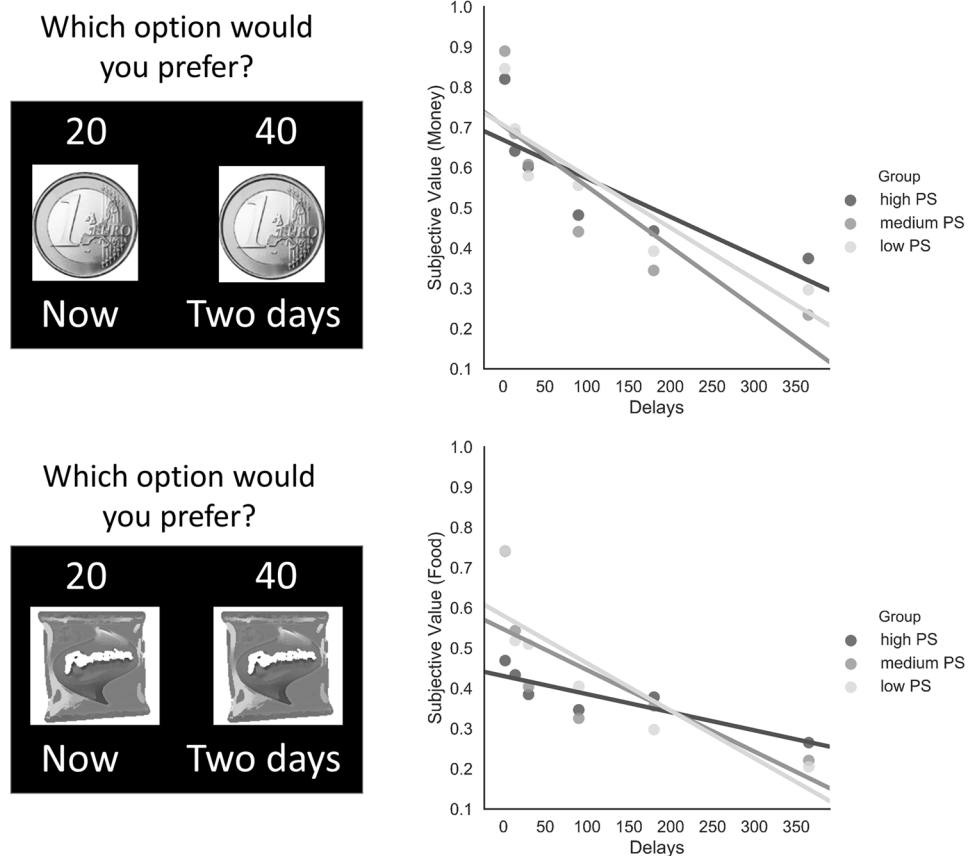 Which option would
you prefer?
20 40
Now Two days
1.0
0.9
0.8
0.7
0.6
0.5
0.4
0.3
0.2
0.1
Subjective Value (Money)
0 50 100 150 200 250 300 350
Delays
Group
high PS
medium PS
low PS
Which option would
you prefer?
20 40
Now Two days
1.0
0.9
0.8
0.7
0.6
0.5
0.4
0.3
0.2
0.1
Subjective Value (Food)
0 50 100 150 200 250 300 350
Delays
Group
high PS
medium PS
low PS